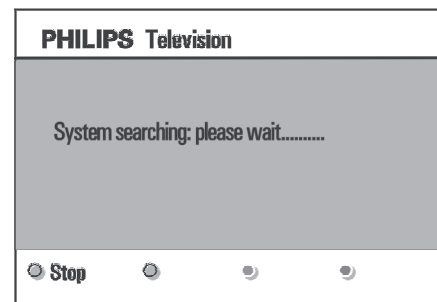 PHILIPS Television
System searching: please wait..........
Stop